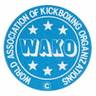 WORLD ASSOCIATION OF KICKBOXING ORGANIZATIONS
WAKO
C